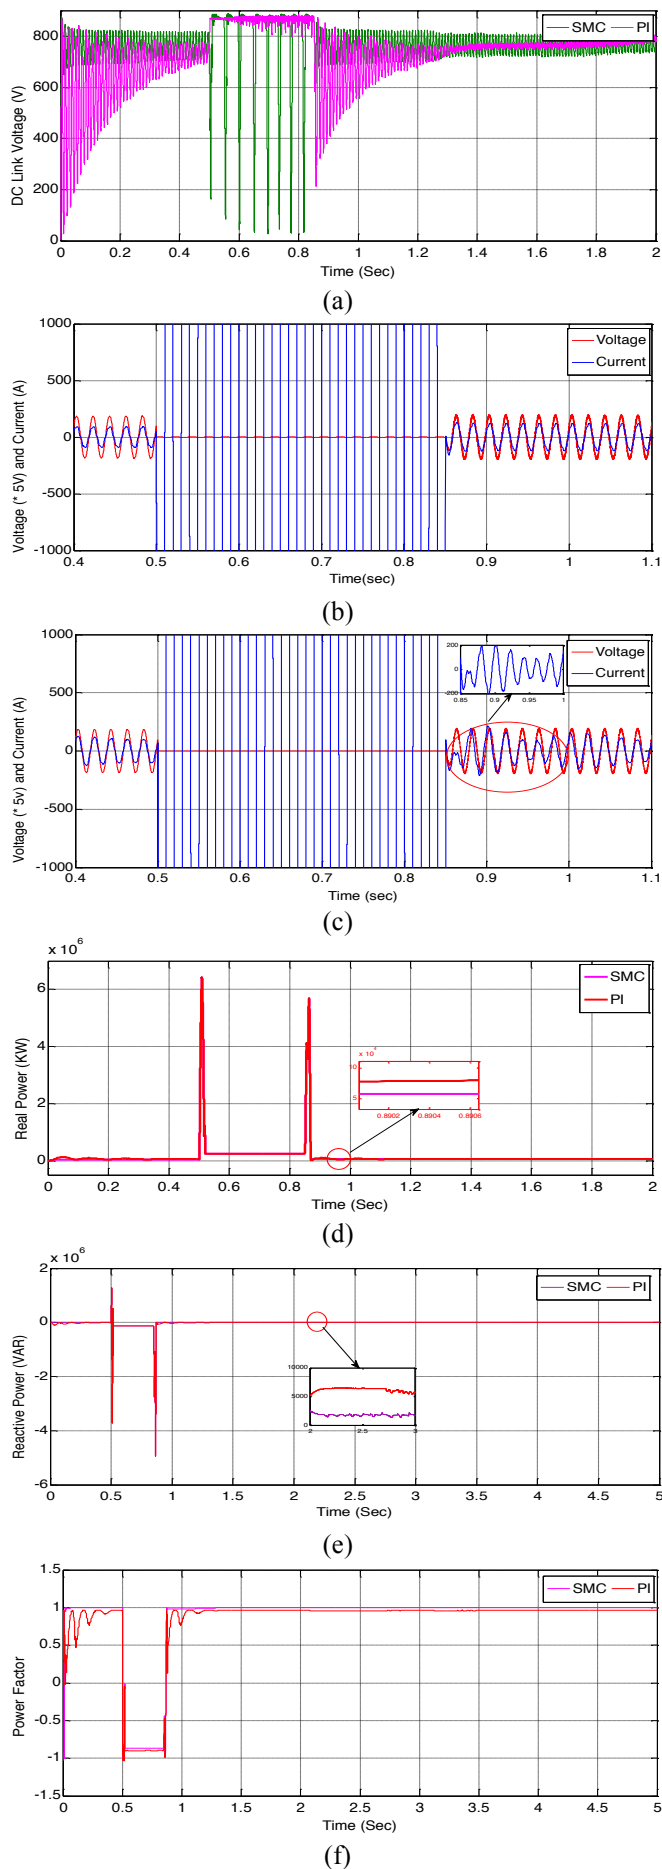 800
600
400
200
0
DC Link Voltage (V)
SMC PI
0 0.2 0.4 0.6 0.8 1 1.2 1.4 1.6 1.8 2
Time (Sec)
(a)
1000
500
0
-500
-1000
Voltage (* 5V) and Current (A)
Voltage
Current
0.4 0.5 0.6 0.7 0.8 0.9 1 1.1
Time(sec)
(b)
1000
500
0
-500
-1000
Voltage (* 5v) and Current (A)
200
0
-200
0.85 0.9 0.95 1
Voltage
Current
0.4 0.5 0.6 0.7 0.8 0.9 1 1.1
Time (sec)
(c)
x 10^6
6
4
2
0
Real Power (KW)
SMC
PI
x 10^4
10
5
0.8902 0.8904 0.8906
0 0.2 0.4 0.6 0.8 1 1.2 1.4 1.6 1.8 2
Time (Sec)
(d)
x 10^6
2
0
-2
-4
-6
Reactive Power (VAR)
SMC PI
10000
5000
0
2 2.5 3
0 0.5 1 1.5 2 2.5 3 3.5 4 4.5 5
Time (Sec)
(e)
1.5
1
0.5
0
-0.5
-1
-1.5
Power Factor
SMC PI
0 0.5 1 1.5 2 2.5 3 3.5 4 4.5 5
Time (Sec)
(f)